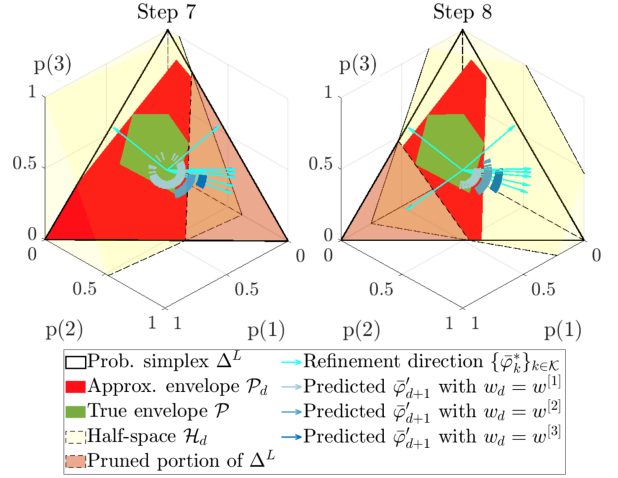 Step 7
Step 8
p(3)
p(3)
1
1
0.5
0.5
0
0
0
0
0
0
0.5
0.5
0.5
0.5
p(2)
1
1
p(1)
p(2)
1
1
p(1)
Prob. simplex Δ^L
Approx. envelope 𝒫_d
True envelope 𝒫
Half-space ℋ_d
Pruned portion of Δ^L
Refinement direction {φ̄*_k}_{k∈𝒦}
Predicted φ̄′_{d+1} with w_d = w^{[1]}
Predicted φ̄′_{d+1} with w_d = w^{[2]}
Predicted φ̄′_{d+1} with w_d = w^{[3]}